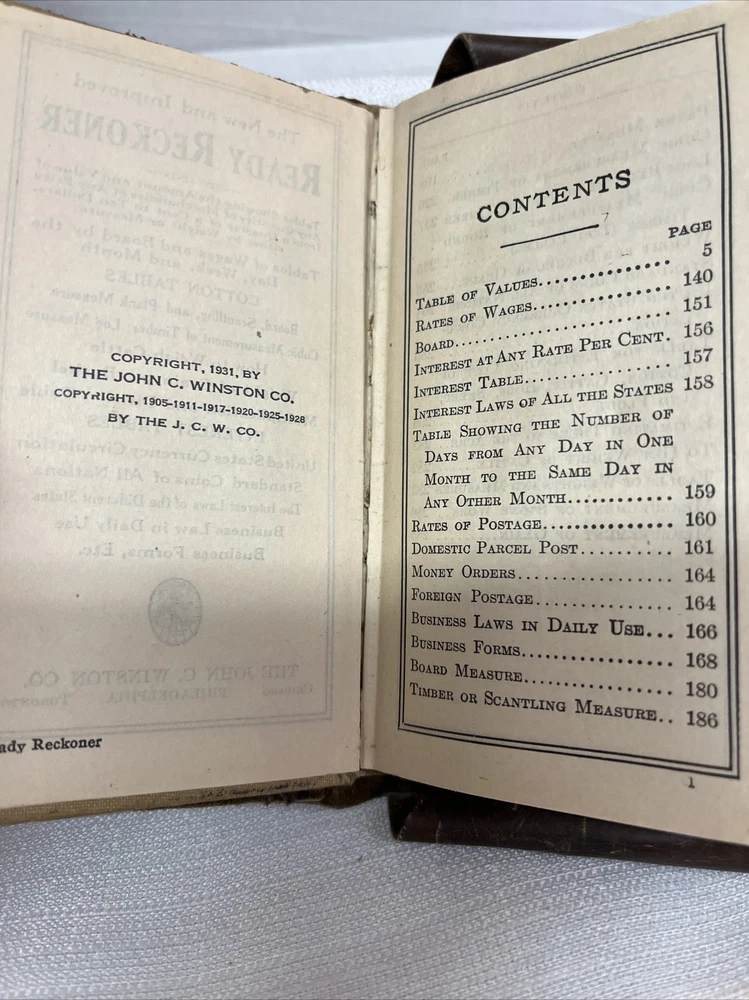 COPYRIGHT, 1931, BY
THE JOHN C. WINSTON CO.
COPYRIGHT, 1905-1911-1917-1920-1925-1928
BY THE J. C. W. CO.
ady Reckoner
CONTENTS
PAGE
TABLE OF VALUES.............. 5
RATES OF WAGES.............. 140
BOARD...................... 151
INTEREST AT ANY RATE PER CENT. 156
INTEREST TABLE............... 157
INTEREST LAWS OF ALL THE STATES 158
TABLE SHOWING THE NUMBER OF
DAYS FROM ANY DAY IN ONE
MONTH TO THE SAME DAY IN
ANY OTHER MONTH............ 159
RATES OF POSTAGE.............. 160
DOMESTIC PARCEL POST.......... 161
MONEY ORDERS................. 164
FOREIGN POSTAGE............... 164
BUSINESS LAWS IN DAILY USE... 166
BUSINESS FORMS................ 168
BOARD MEASURE................ 180
TIMBER OR SCANTLING MEASURE.. 186
1